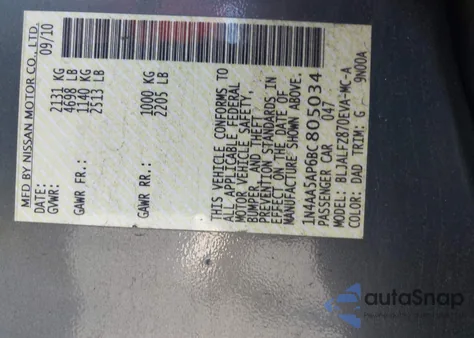 MFD BY NISSAN MOTOR CO., LTD.
DATE: 09/10
GVWR: 2131 KG
4698 LB
GAWR FR.: 1140 KG
2513 LB
GAWR RR.: 1000 KG
2205 LB
THIS VEHICLE CONFORMS TO
ALL APPLICABLE FEDERAL
MOTOR VEHICLE SAFETY,
BUMPER, AND THEFT
PREVENTION STANDARDS IN
EFFECT ON THE DATE OF
MANUFACTURE SHOWN ABOVE.
1N4AA5AP6BC 805034
PASSENGER CAR 047
MODEL: BLJALFZ870EVA-MC-A
COLOR: DAD TRIM: G 9N00A
autoSnap